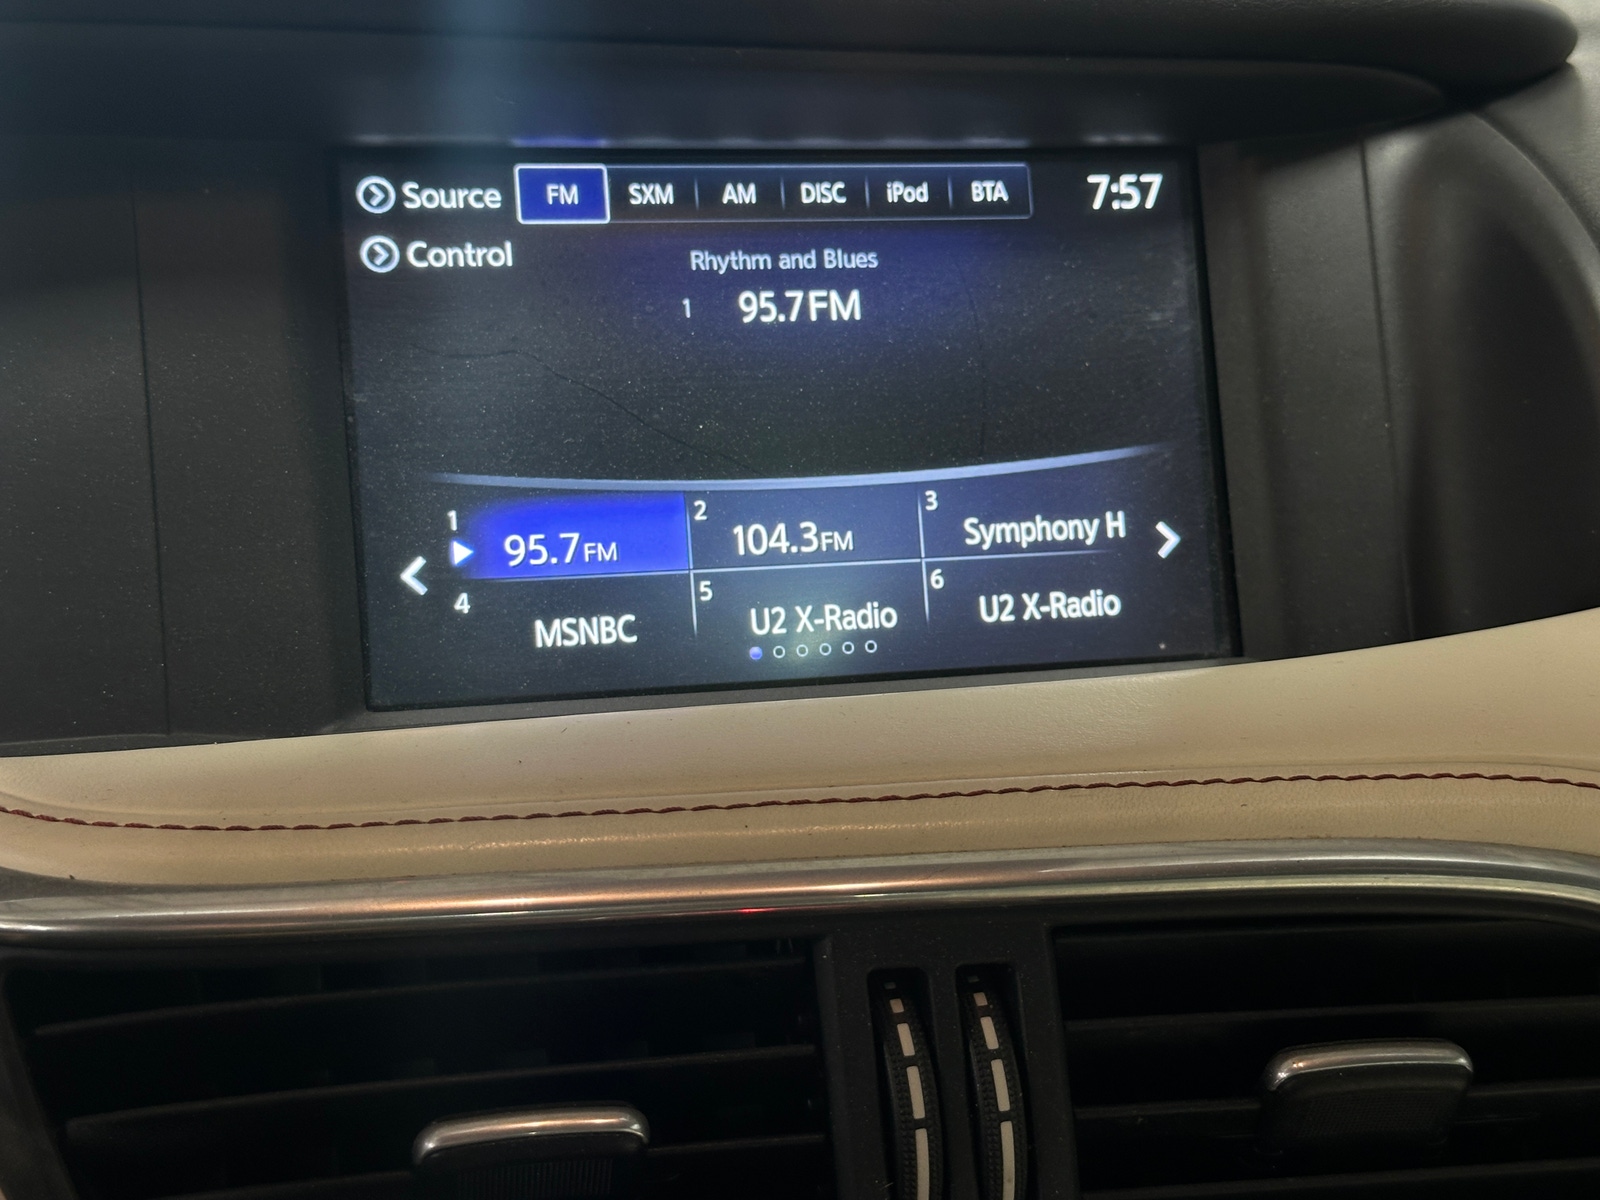 Source FM SXM AM DISC iPod BTA 7:57
Control
Rhythm and Blues
1 95.7FM
1 95.7FM 2 104.3FM 3 Symphony H
4 MSNBC 5 U2 X-Radio 6 U2 X-Radio